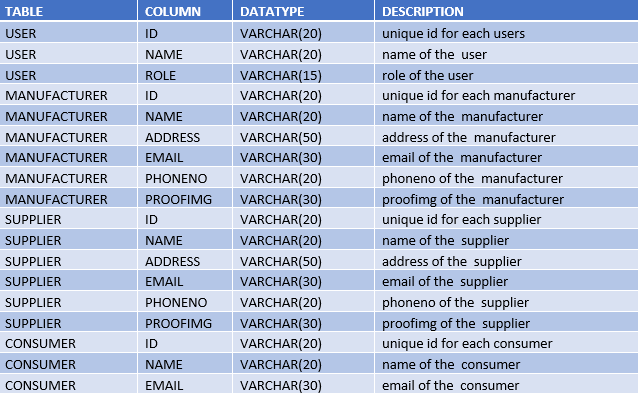 TABLE COLUMN DATATYPE DESCRIPTION
USER ID VARCHAR(20) unique id for each users
USER NAME VARCHAR(20) name of the user
USER ROLE VARCHAR(15) role of the user
MANUFACTURER ID VARCHAR(20) unique id for each manufacturer
MANUFACTURER NAME VARCHAR(20) name of the manufacturer
MANUFACTURER ADDRESS VARCHAR(50) address of the manufacturer
MANUFACTURER EMAIL VARCHAR(30) email of the manufacturer
MANUFACTURER PHONENO VARCHAR(20) phoneno of the manufacturer
MANUFACTURER PROOFIMG VARCHAR(30) proofimg of the manufacturer
SUPPLIER ID VARCHAR(20) unique id for each supplier
SUPPLIER NAME VARCHAR(20) name of the supplier
SUPPLIER ADDRESS VARCHAR(50) address of the supplier
SUPPLIER EMAIL VARCHAR(30) email of the supplier
SUPPLIER PHONENO VARCHAR(20) phoneno of the supplier
SUPPLIER PROOFIMG VARCHAR(30) proofimg of the supplier
CONSUMER ID VARCHAR(20) unique id for each consumer
CONSUMER NAME VARCHAR(20) name of the consumer
CONSUMER EMAIL VARCHAR(30) email of the consumer